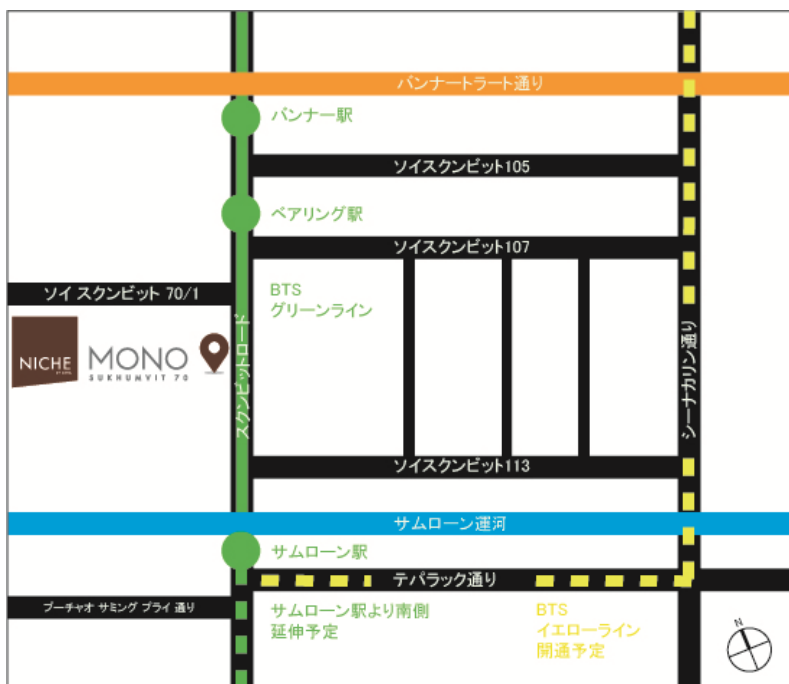 バンナートラート通り
バンナー駅
ソイスクンビット105
ベアリング駅
ソイスクンビット107
ソイ スクンビット 70/1
BTS
グリーンライン
NICHE
MONO
SUKHUMVIT 70
スクンビットロード
シーナカリン通り
ソイスクンビット113
サムローン運河
サムローン駅
テパラック通り
プーチャオ サミング プライ 通り
サムローン駅より南側
延伸予定
BTS
イエローライン
開通予定
N